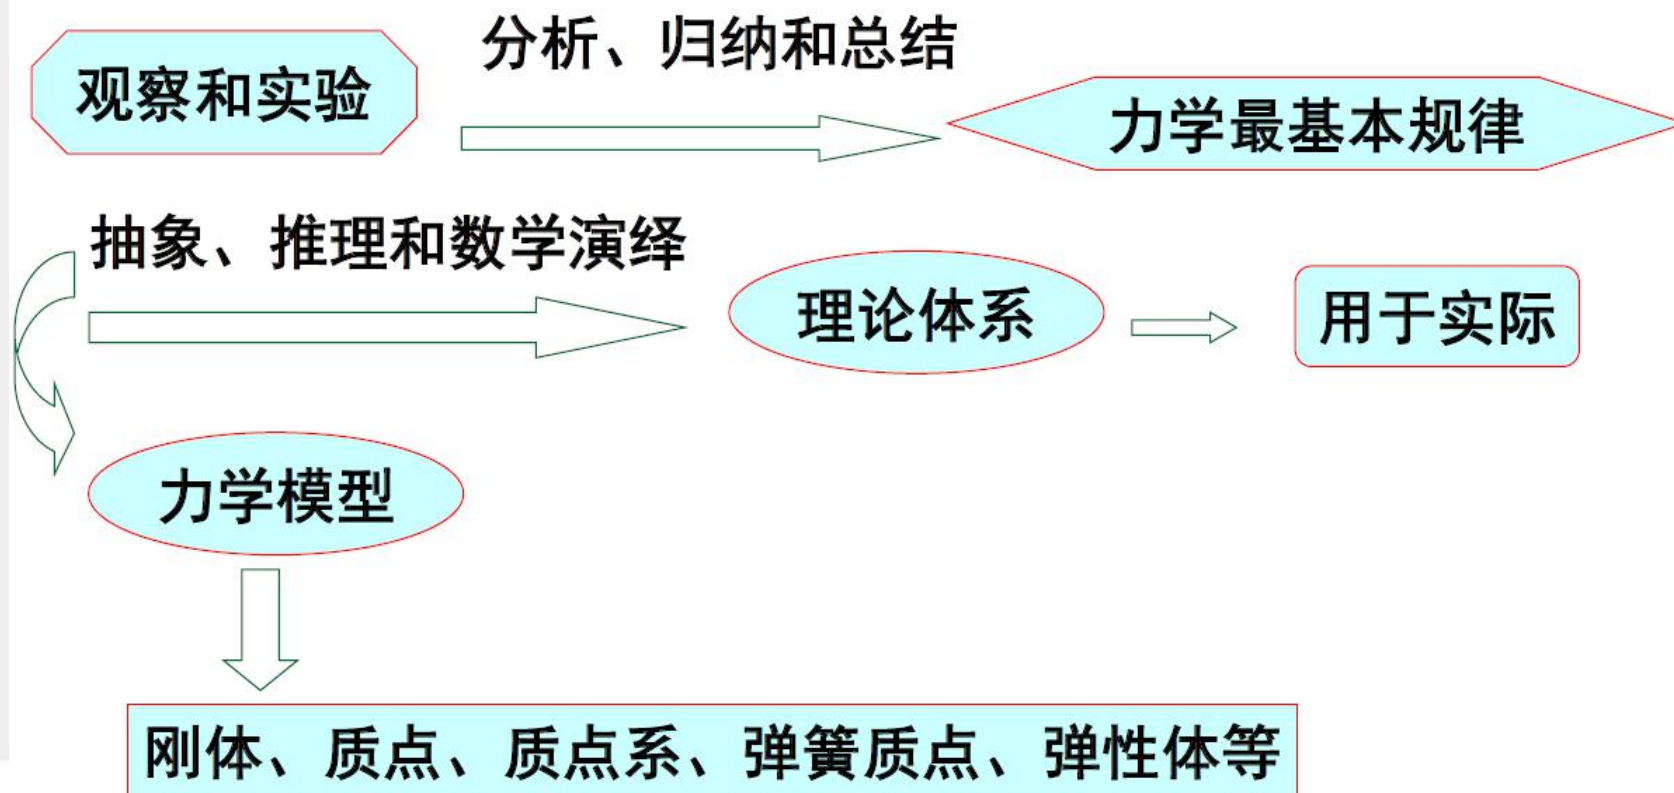 分析、归纳和总结
观察和实验
力学最基本规律
抽象、推理和数学演绎
理论体系
用于实际
力学模型
刚体、质点、质点系、弹簧质点、弹性体等